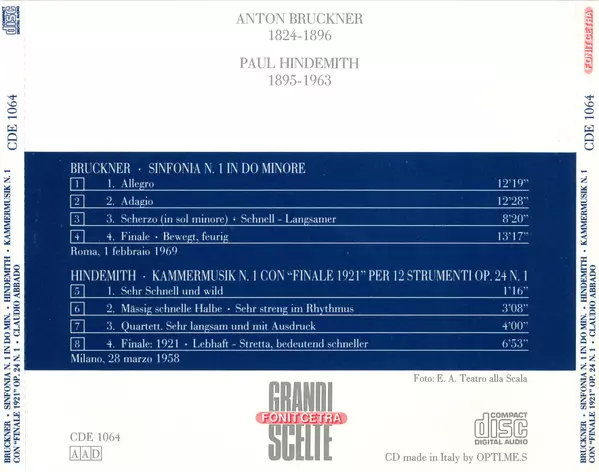 ANTON BRUCKNER
1824-1896
PAUL HINDEMITH
1895-1963
BRUCKNER • SINFONIA N. 1 IN DO MINORE
1 1. Allegro 12'19"
2 2. Adagio 12'28"
3 3. Scherzo (in sol minore) • Schnell - Langsamer 8'20"
4 4. Finale • Bewegt, feurig 13'17"
Roma, 1 febbraio 1969
HINDEMITH • KAMMERMUSIK N. 1 CON "FINALE 1921" PER 12 STRUMENTI OP. 24 N. 1
5 1. Sehr Schnell und wild 1'16"
6 2. Mässig schnelle Halbe • Sehr streng im Rhythmus 3'08"
7 3. Quartett. Sehr langsam und mit Ausdruck 4'00"
8 4. Finale: 1921 • Lebhaft - Stretta, bedeutend schneller 6'53"
Milano, 28 marzo 1958
Foto: E. A. Teatro alla Scala
GRANDI
FONIT CETRA
SCELTE
CDE 1064
AAD
COMPACT
disc
DIGITAL AUDIO
CD made in Italy by OPTI.ME.S
disc
CDE 1064
BRUCKNER • SINFONIA N. 1 IN DO MIN. • HINDEMITH • KAMMERMUSIK N. 1
CON "FINALE 1921" OP. 24 N. 1 • CLAUDIO ABBADO
FONIT CETRA
CDE 1064
BRUCKNER • SINFONIA N. 1 IN DO MIN. • HINDEMITH • KAMMERMUSIK N. 1
CON "FINALE 1921" OP. 24 N. 1 • CLAUDIO ABBADO